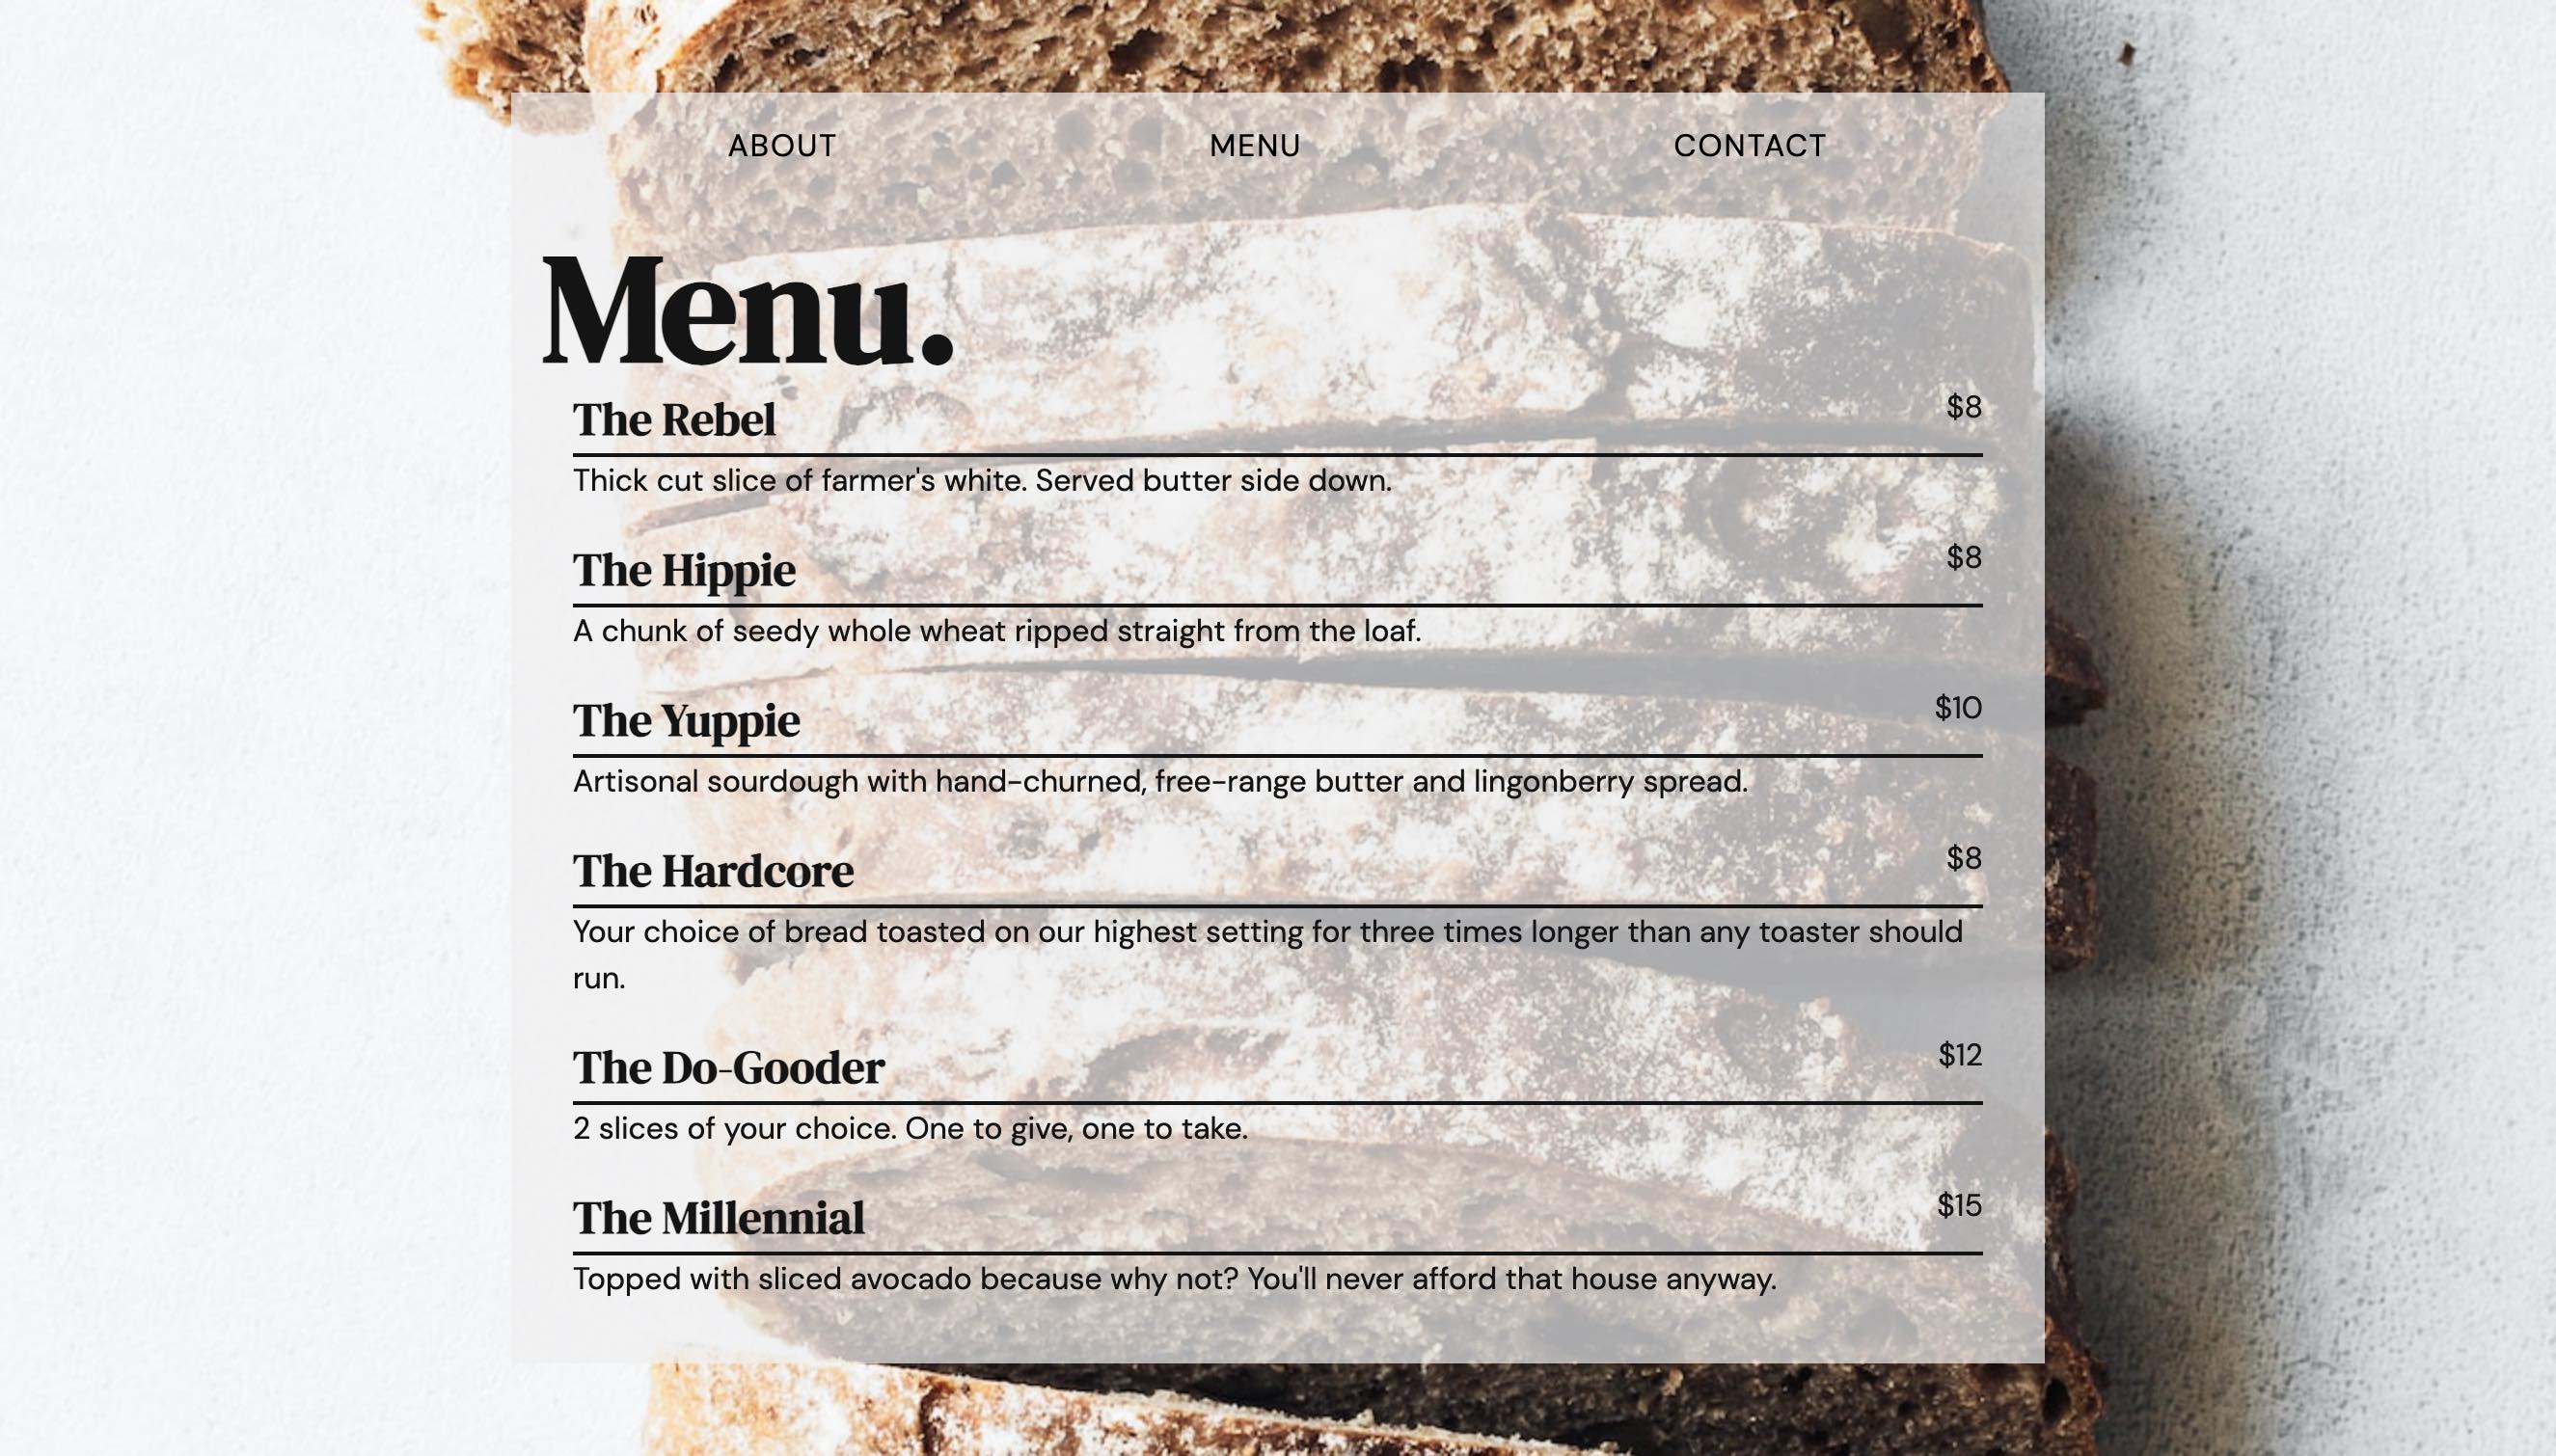 ABOUT MENU CONTACT
Menu.
The Rebel $8
Thick cut slice of farmer's white. Served butter side down.
The Hippie $8
A chunk of seedy whole wheat ripped straight from the loaf.
The Yuppie $10
Artisonal sourdough with hand-churned, free-range butter and lingonberry spread.
The Hardcore $8
Your choice of bread toasted on our highest setting for three times longer than any toaster should
run.
The Do-Gooder $12
2 slices of your choice. One to give, one to take.
The Millennial $15
Topped with sliced avocado because why not? You'll never afford that house anyway.